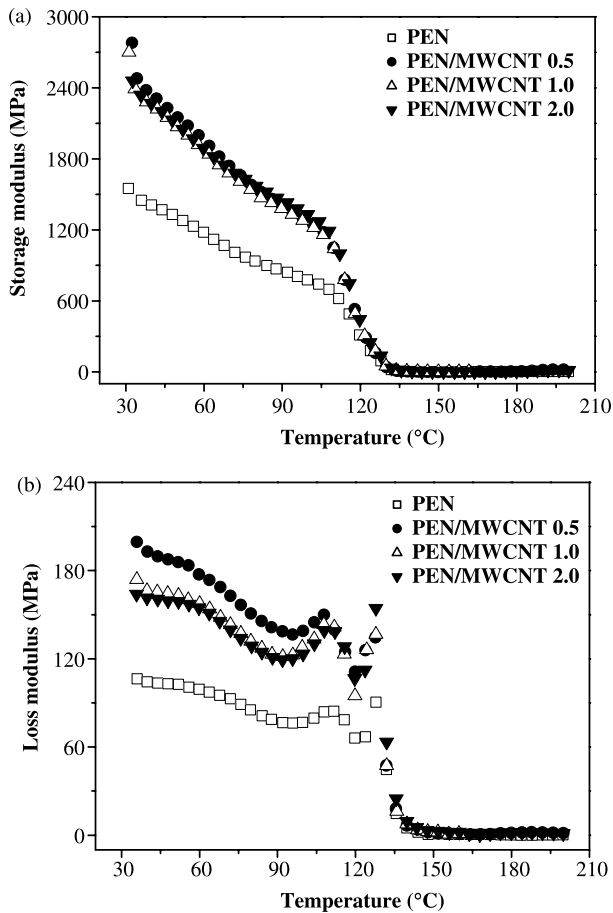 (a)
3000
2400
1800
1200
600
0
Storage modulus (MPa)
PEN
PEN/MWCNT 0.5
PEN/MWCNT 1.0
PEN/MWCNT 2.0
30 60 90 120 150 180 210
Temperature (°C)
(b)
240
180
120
60
0
Loss modulus (MPa)
PEN
PEN/MWCNT 0.5
PEN/MWCNT 1.0
PEN/MWCNT 2.0
30 60 90 120 150 180 210
Temperature (°C)